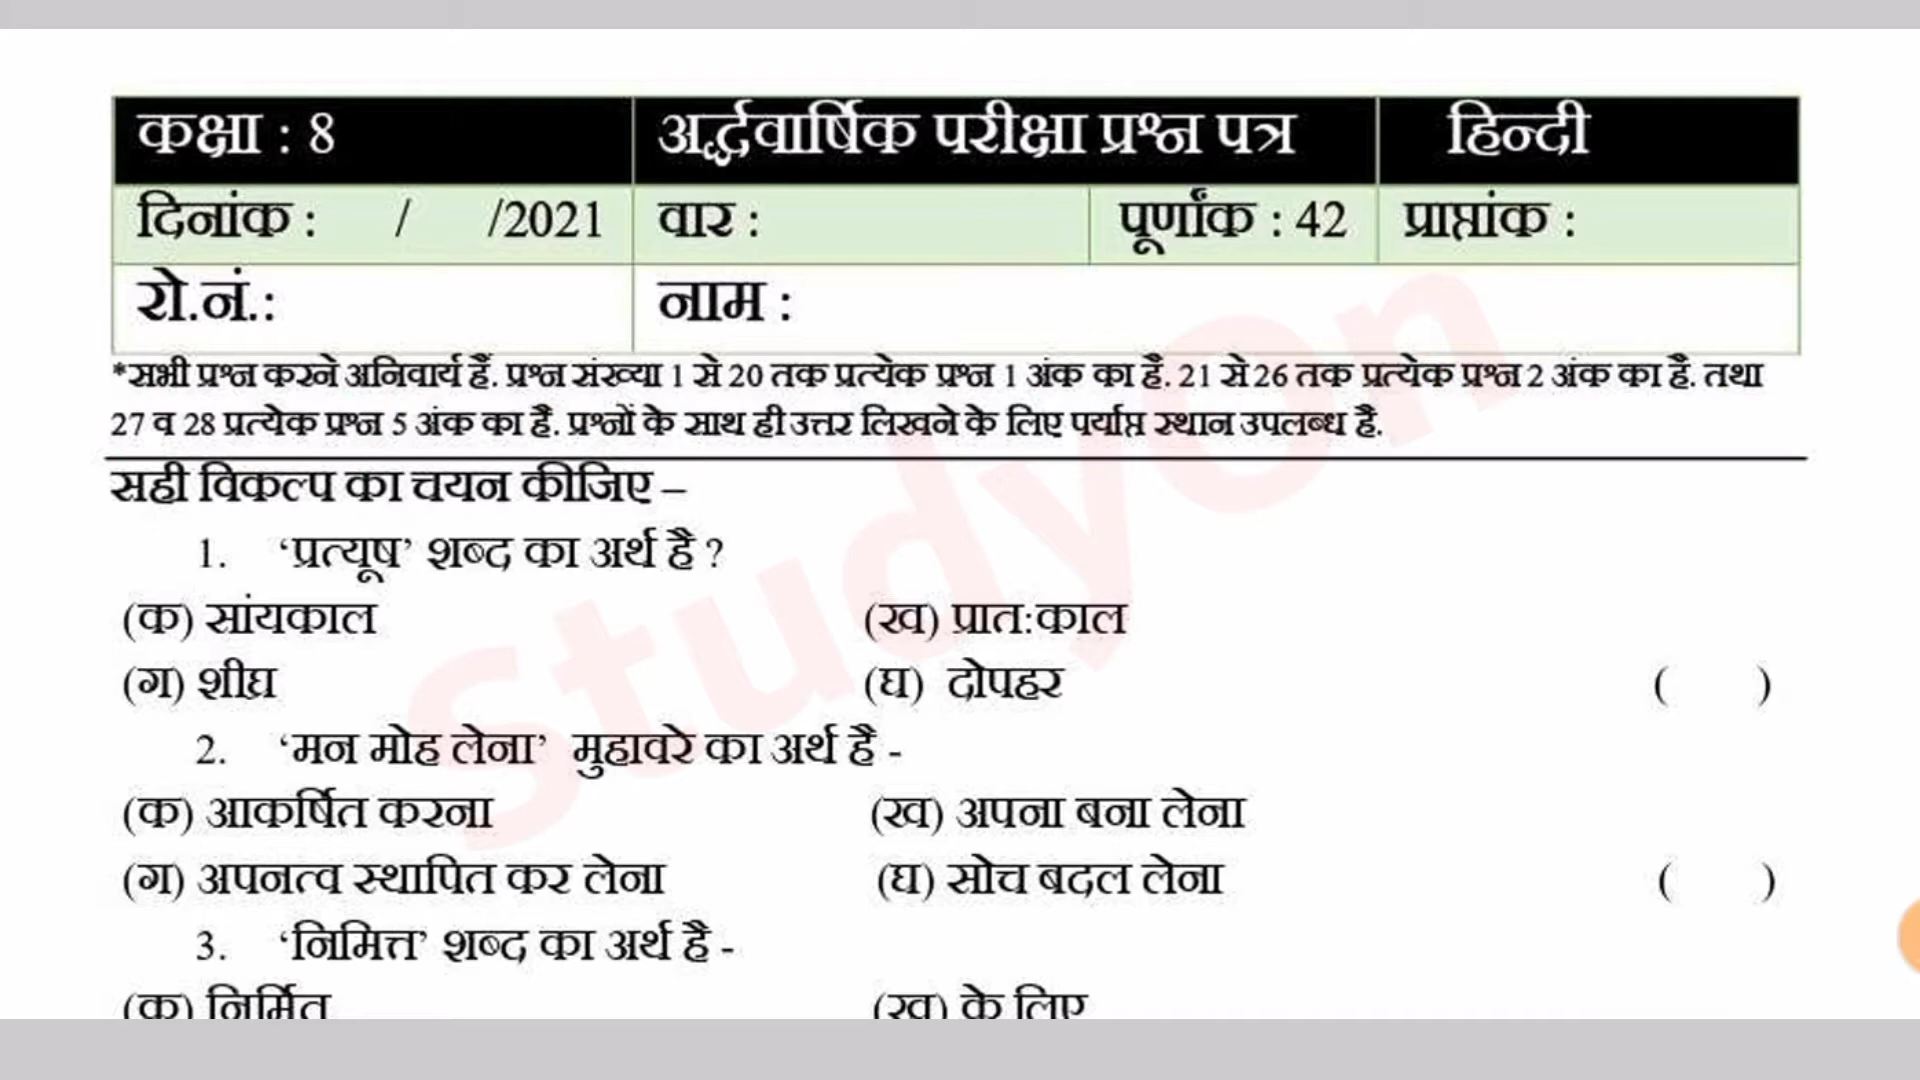 कक्षा : 8 अर्द्धवार्षिक परीक्षा प्रश्न पत्र हिन्दी
दिनांक : / /2021 वार : पूर्णांक : 42 प्राप्तांक :
रो.नं.: नाम :
*सभी प्रश्न करने अनिवार्य हैं. प्रश्न संख्या 1 से 20 तक प्रत्येक प्रश्न 1 अंक का है. 21 से 26 तक प्रत्येक प्रश्न 2 अंक का है. तथा
27 व 28 प्रत्येक प्रश्न 5 अंक का है. प्रश्नों के साथ ही उत्तर लिखने के लिए पर्याप्त स्थान उपलब्ध है.
सही विकल्प का चयन कीजिए –
1. ‘प्रत्यूष’ शब्द का अर्थ है ?
(क) सांयकाल (ख) प्रात:काल
(ग) शीघ्र (घ) दोपहर ( )
2. ‘मन मोह लेना’ मुहावरे का अर्थ है -
(क) आकर्षित करना (ख) अपना बना लेना
(ग) अपनत्व स्थापित कर लेना (घ) सोच बदल लेना ( )
3. ‘निमित्त’ शब्द का अर्थ है -
(क) निर्मित (ख) के लिए
StudyOn